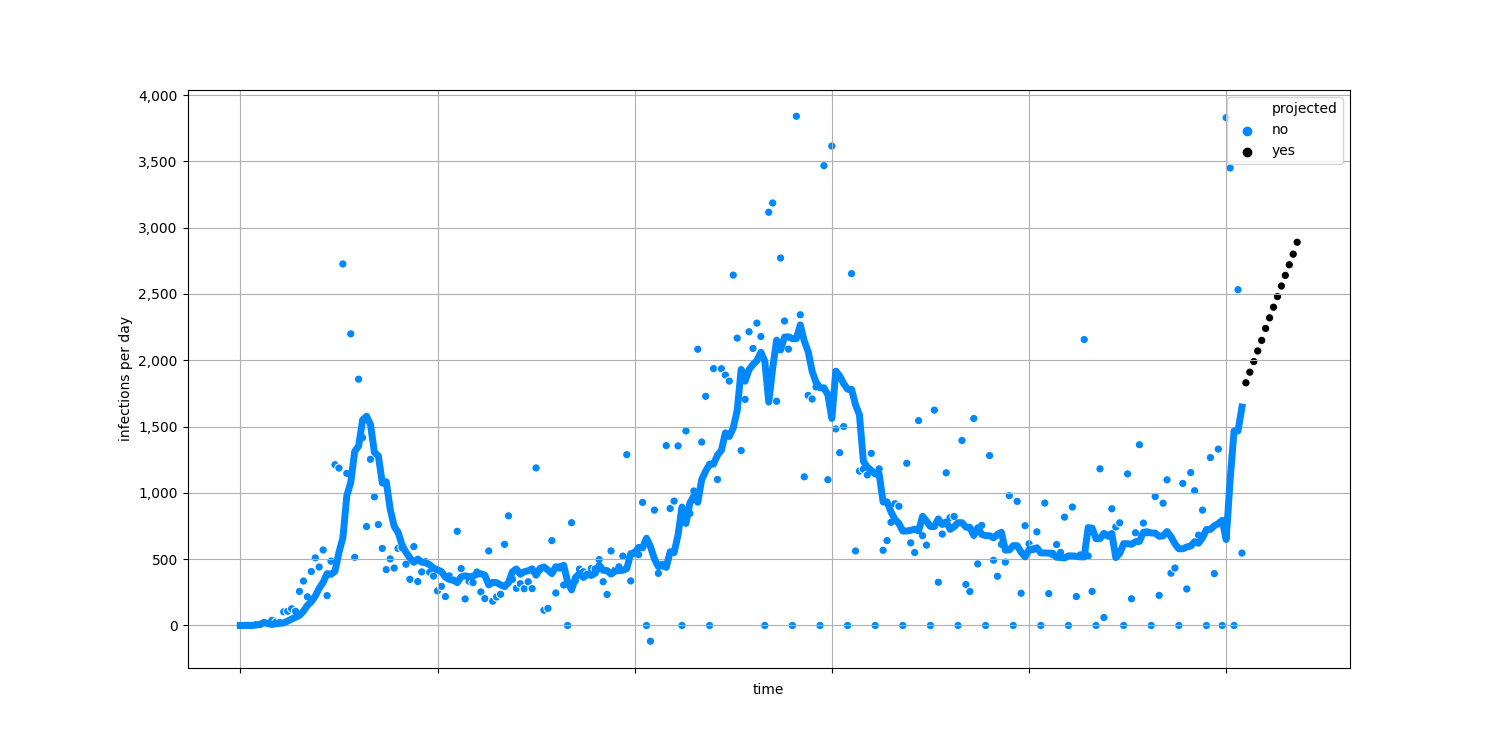 4,000
3,500
3,000
2,500
2,000
1,500
1,000
500
0
infections per day
time
projected
no
yes